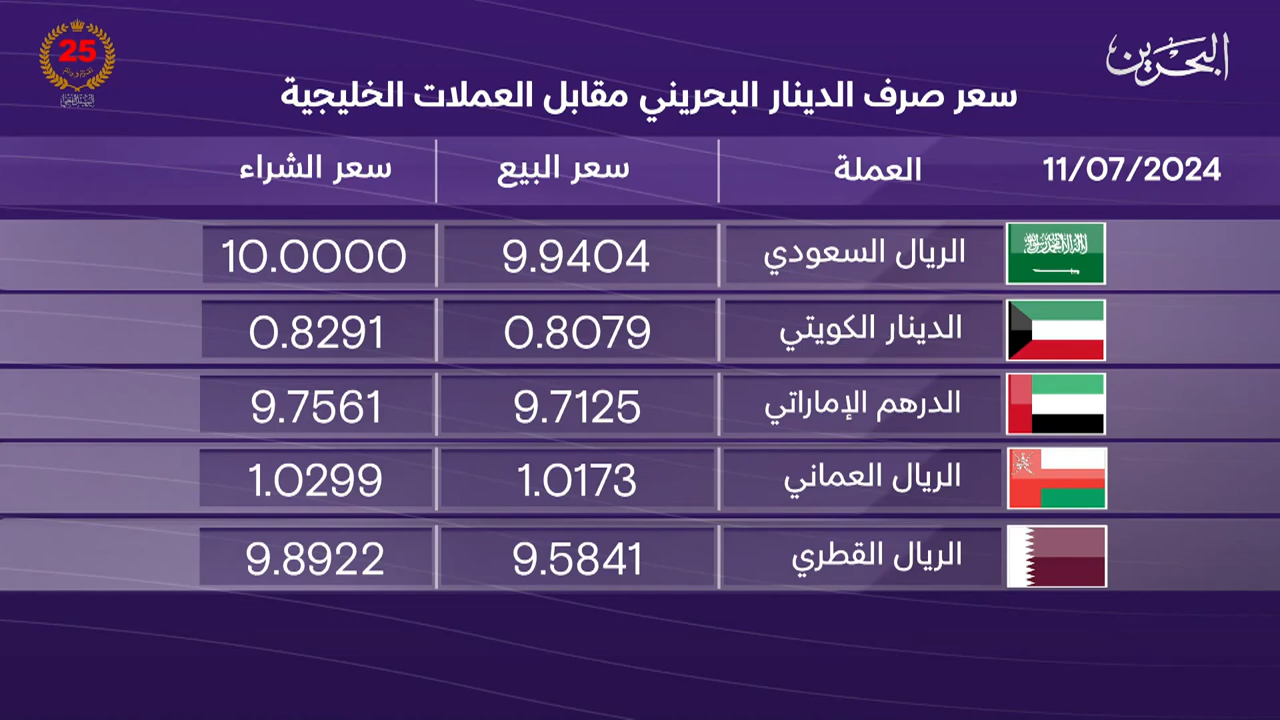 البحرين
25
سعر صرف الدينار البحريني مقابل العملات الخليجية
11/07/2024 العملة سعر البيع سعر الشراء
الريال السعودي 9.9404 10.0000
الدينار الكويتي 0.8079 0.8291
الدرهم الإماراتي 9.7125 9.7561
الريال العماني 1.0173 1.0299
الريال القطري 9.5841 9.8922